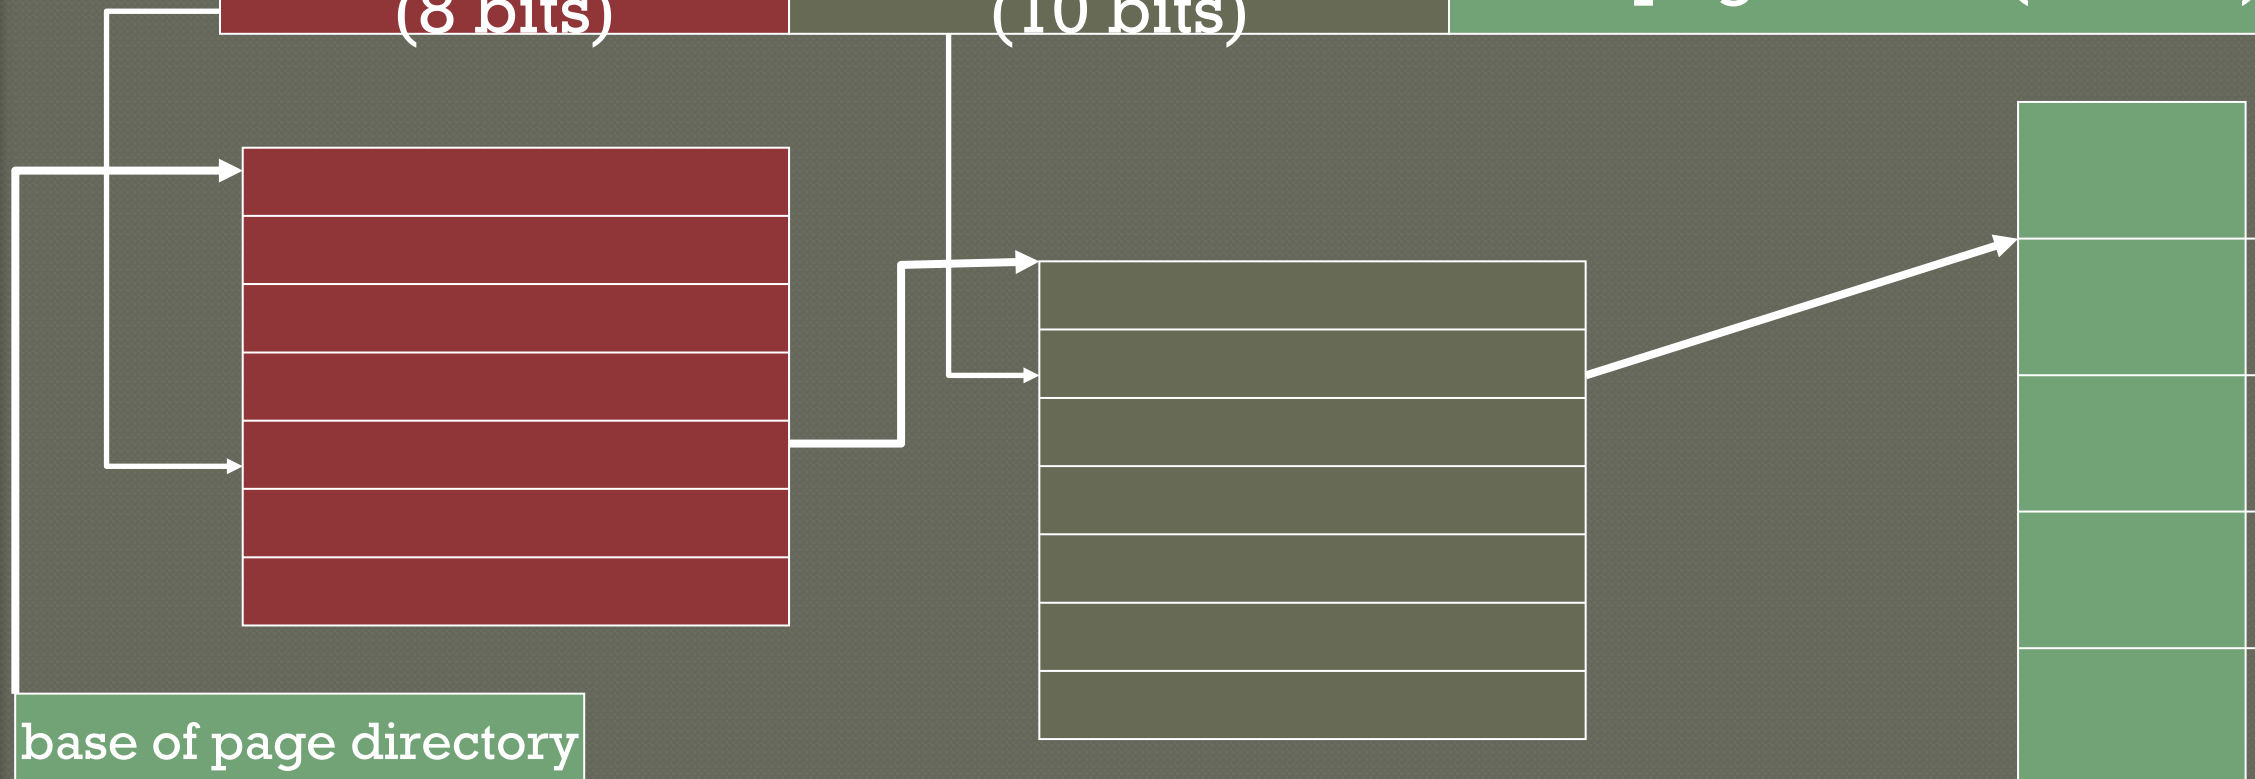 (8 bits)
(10 bits)
base of page directory